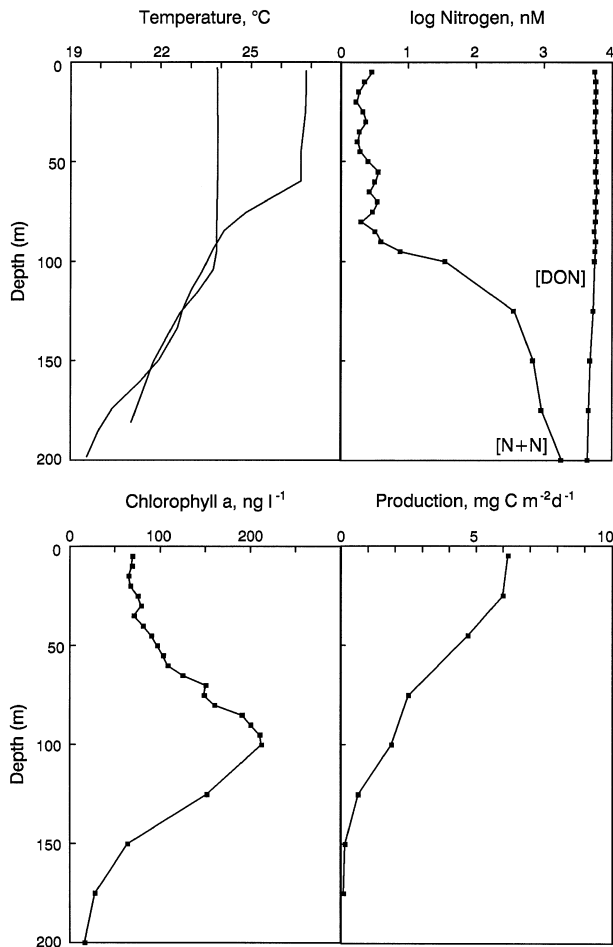 Temperature, °C
19 22 25
log Nitrogen, nM
0 1 2 3 4
Depth (m)
0
50
100
150
200
[DON]
[N+N]
Chlorophyll a, ng l⁻¹
0 100 200
Production, mg C m⁻²d⁻¹
0 5 10
Depth (m)
0
50
100
150
200